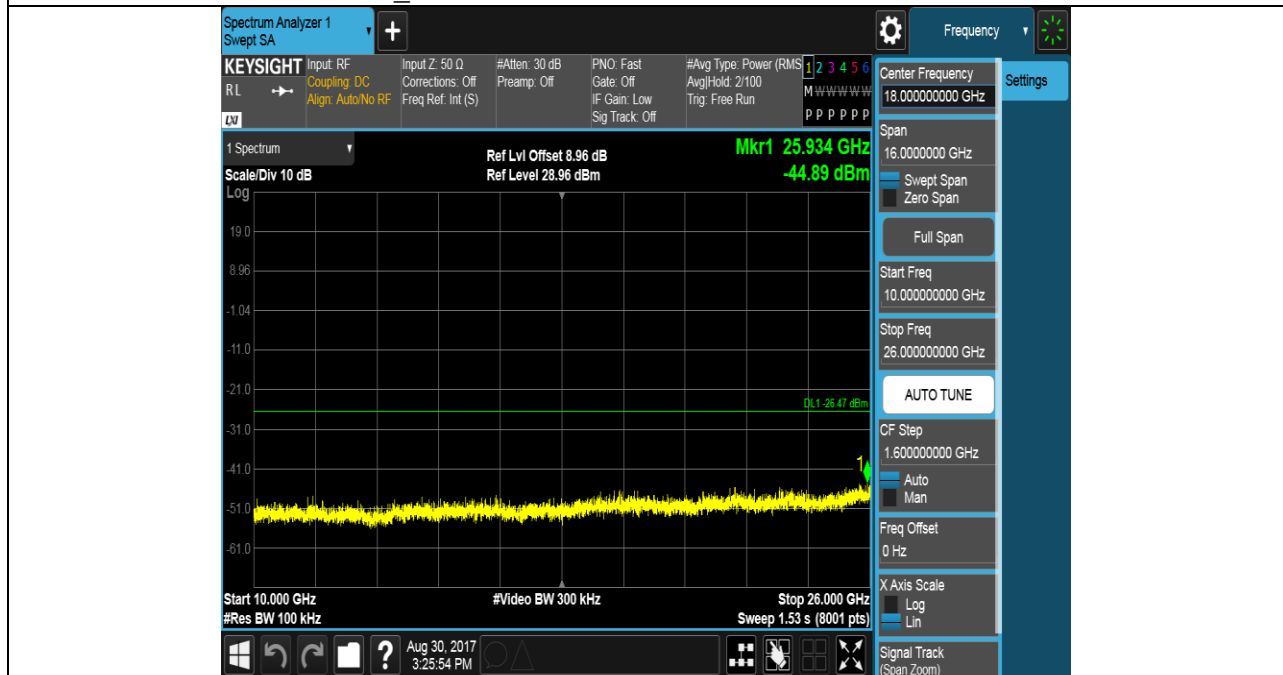 Spectrum Analyzer 1
Swept SA
+
Frequency
KEYSIGHT
RL
LXI
Input: RF
Coupling: DC
Align: Auto/No RF
Input Z: 50 Ω
Corrections: Off
Freq Ref: Int (S)
#Atten: 30 dB
Preamp: Off
PNO: Fast
Gate: Off
IF Gain: Low
Sig Track: Off
#Avg Type: Power (RMS
Avg|Hold: 2/100
Trig: Free Run
1 2 3 4 5 6
M W W W W W
P P P P P P
1 Spectrum
Scale/Div 10 dB
Ref Lvl Offset 8.96 dB
Ref Level 28.96 dBm
Mkr1 25.934 GHz
-44.89 dBm
Log
19.0
8.96
-1.04
-11.0
-21.0
DL1 -26.47 dBm
-31.0
-41.0
1
-51.0
-61.0
Start 10.000 GHz
#Res BW 100 kHz
#Video BW 300 kHz
Stop 26.000 GHz
Sweep 1.53 s (8001 pts)
?
Aug 30, 2017
3:25:54 PM
Center Frequency
18.000000000 GHz
Span
16.0000000 GHz
Swept Span
Zero Span
Full Span
Start Freq
10.000000000 GHz
Stop Freq
26.000000000 GHz
AUTO TUNE
CF Step
1.600000000 GHz
Auto
Man
Freq Offset
0 Hz
X Axis Scale
Log
Lin
Signal Track
(Span Zoom)
Settings